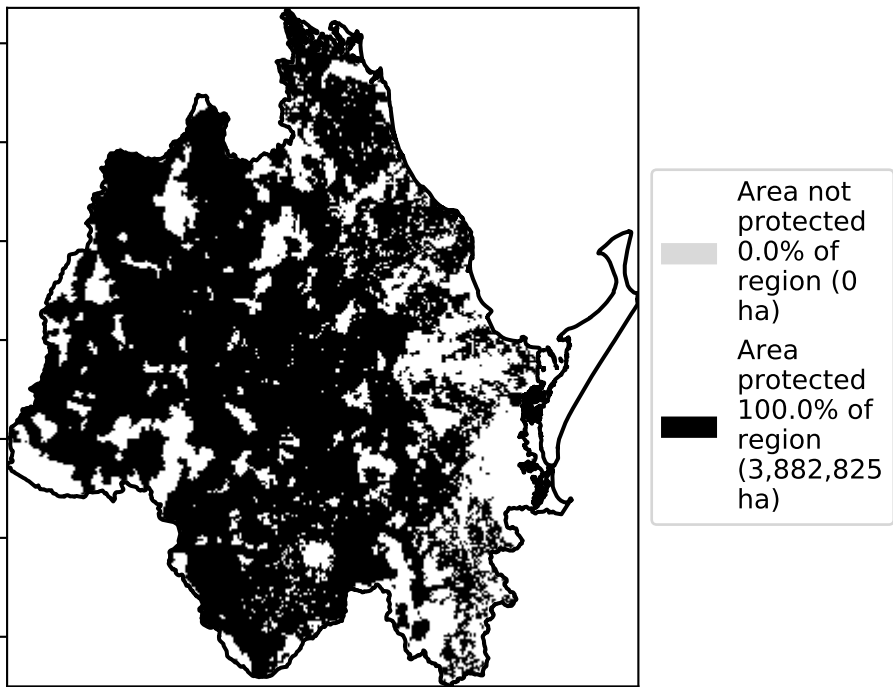 Area not
protected
0.0% of
region (0
ha)
Area
protected
100.0% of
region
(3,882,825
ha)